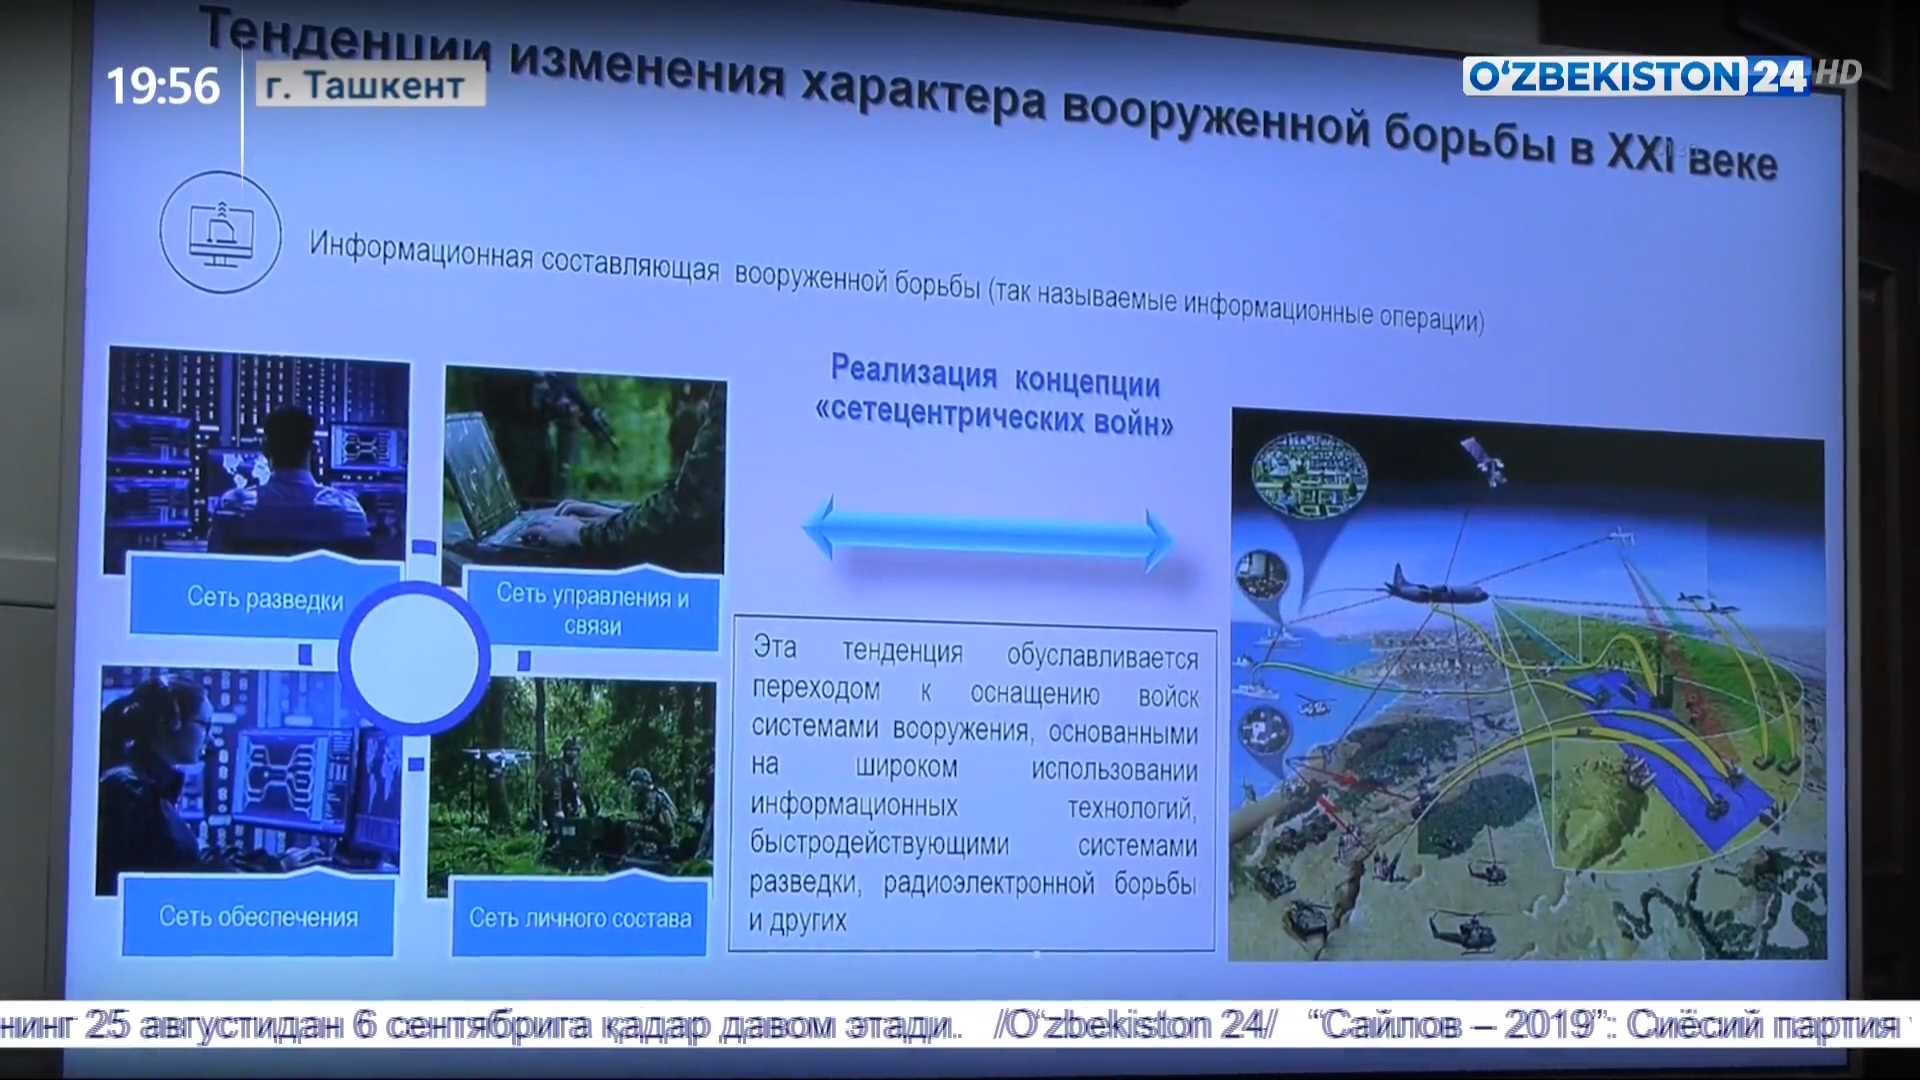 Тенденции изменения характера вооруженной борьбы в XXI веке
19:56
г. Ташкент
O‘ZBEKISTON 24 HD
Информационная составляющая вооруженной борьбы (так называемые информационные операции)
Реализация концепции
«сетецентрических войн»
Сеть разведки
Сеть управления и
связи
Эта тенденция обуславливается
переходом к оснащению войск
системами вооружения, основанными
на широком использовании
информационных технологий,
быстродействующими системами
разведки, радиоэлектронной борьбы
и других
Сеть обеспечения
Сеть личного состава
нинг 25 августидан 6 сентябрига қадар давом этади. //O‘zbekiston 24// “Сайлов – 2019”: Сиёсий партия